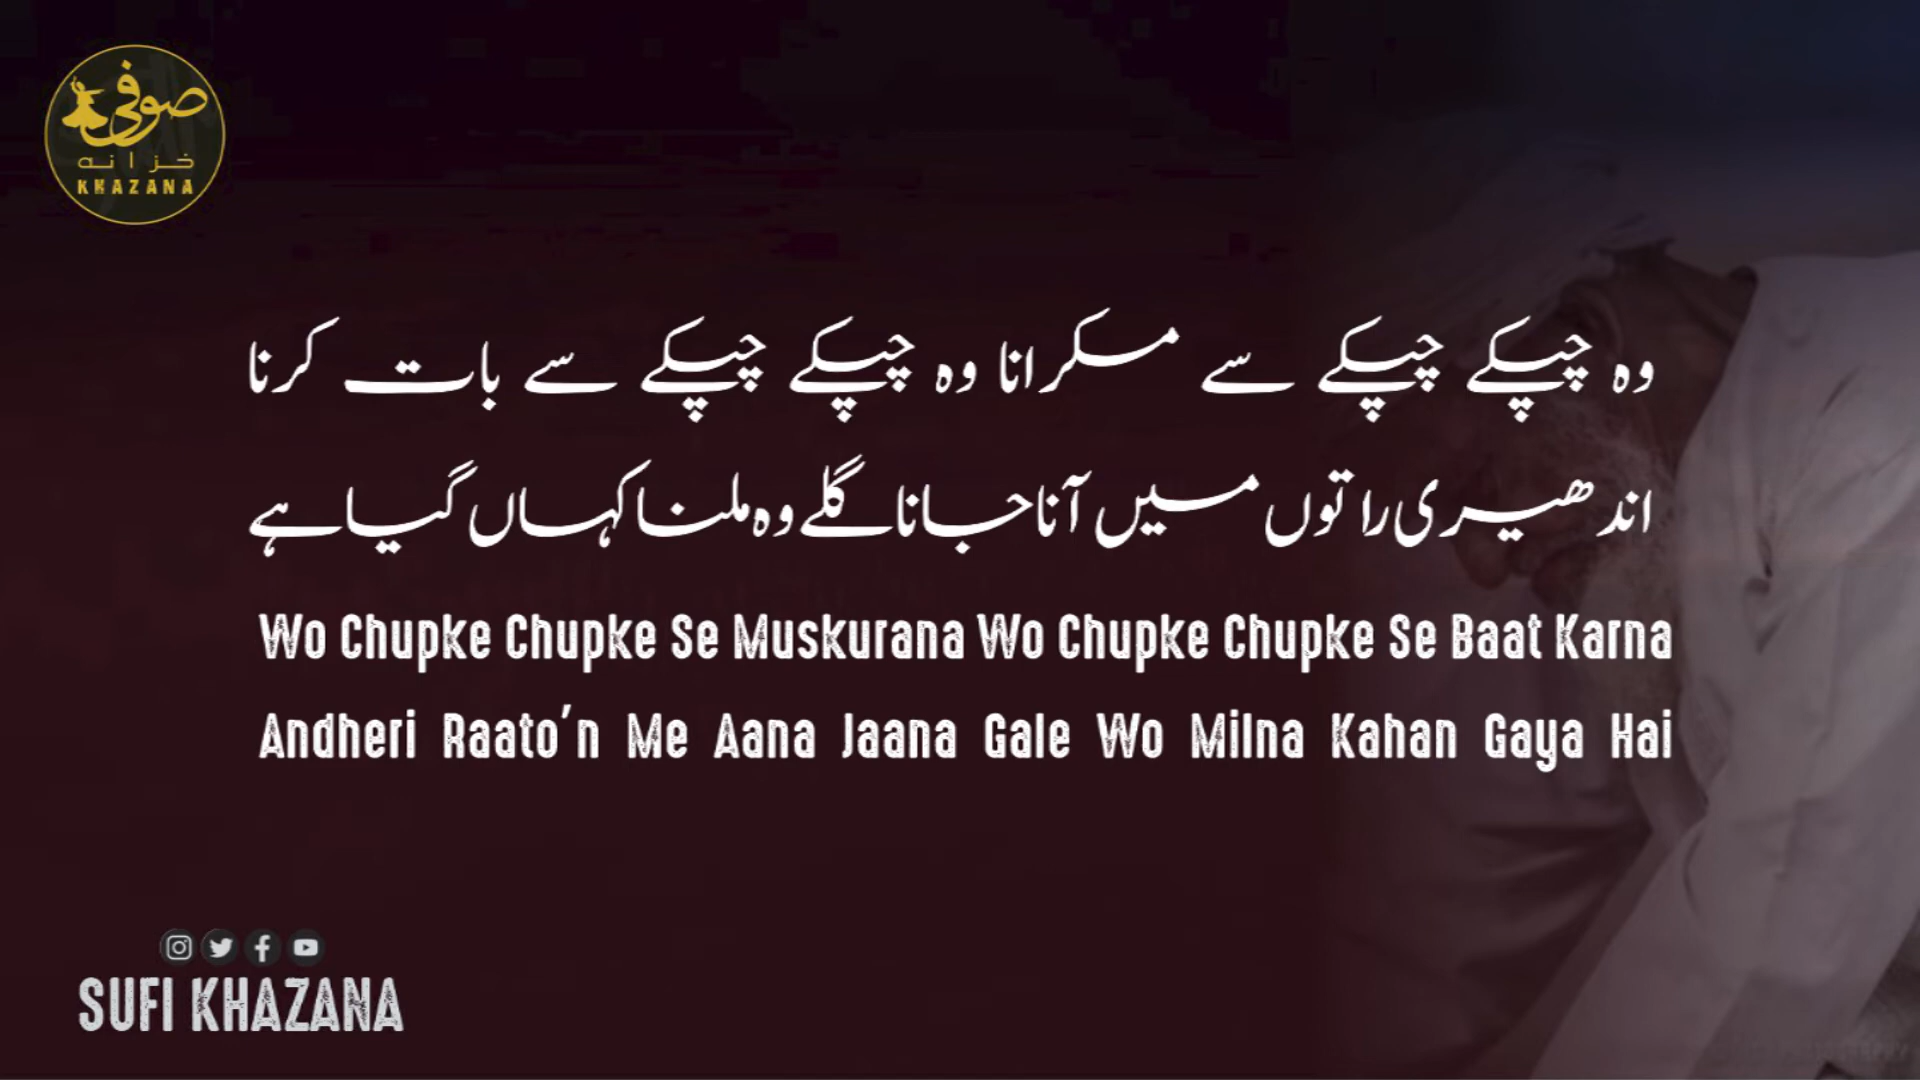 صوفی
خزانہ
KHAZANA
وہ چپکے چپکے سے مسکرانا وہ چپکے چپکے سے بات کرنا
اندھیری راتوں میں آنا جانا گلے وہ ملنا کہاں گیا ہے
Wo Chupke Chupke Se Muskurana Wo Chupke Chupke Se Baat Karna
Andheri Raato'n Me Aana Jaana Gale Wo Milna Kahan Gaya Hai
SUFI KHAZANA